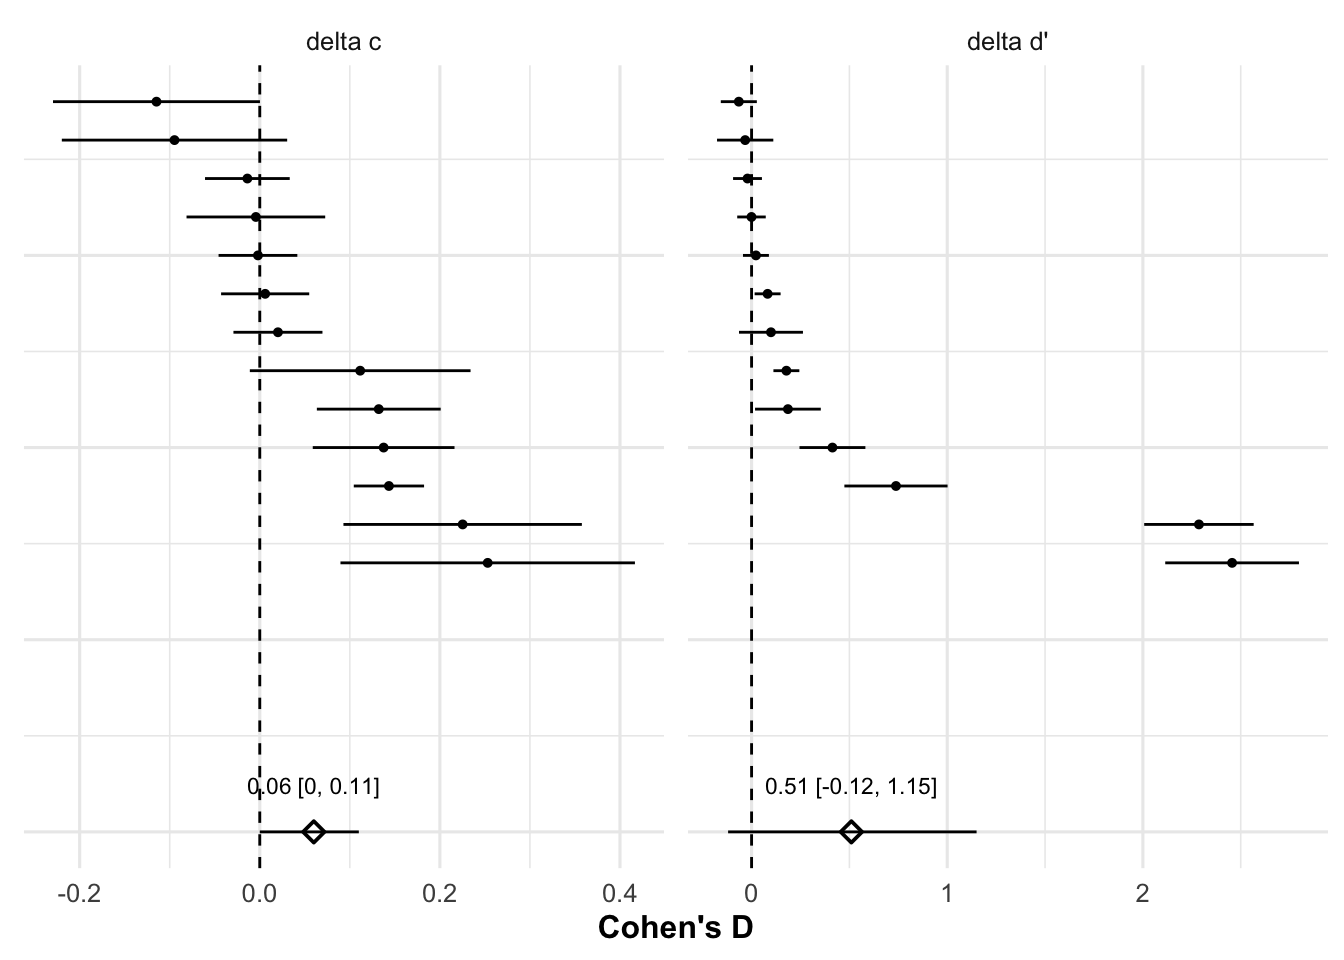 delta c
delta d'
0.06 [0, 0.11]
0.51 [-0.12, 1.15]
-0.2 0.0 0.2 0.4
0 1 2
Cohen's D